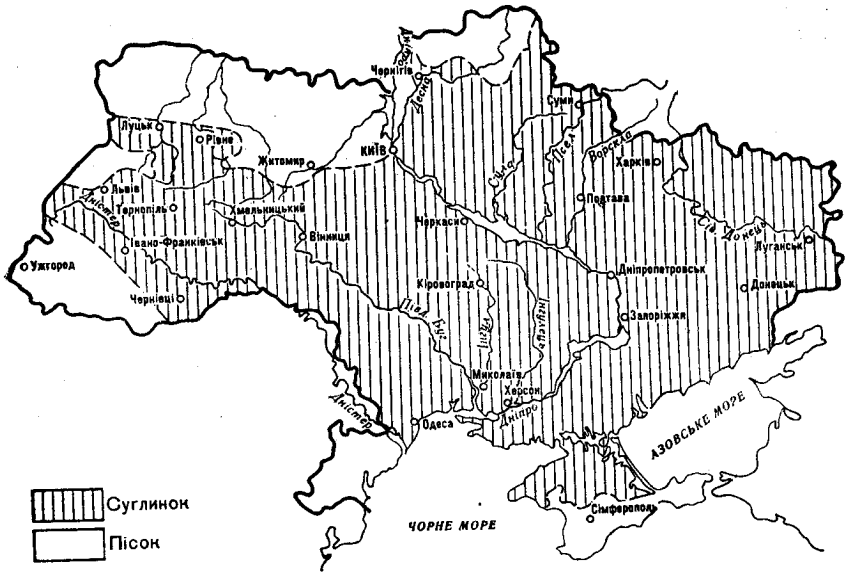 Дніпро
Чернігів
Десна
Суми
Луцьк
Рівне
Київ
Псел
Ворскла
Житомир
Сула
Харків
Львів
Дністер
Тернопіль
Хмельницький
Полтава
Черкаси
Сів. Донець
Івано-Франківськ
Вінниця
Луганськ
Ужгород
Дніпропетровськ
Кіровоград
Донецьк
Чернівці
Півд. Буг
Інгул
Інгулець
Запоріжжя
Миколаїв
Херсон
Дністер
Одеса
Дніпро
АЗОВСЬКЕ МОРЕ
Суглинок
Сімферополь
ЧОРНЕ МОРЕ
Пісок